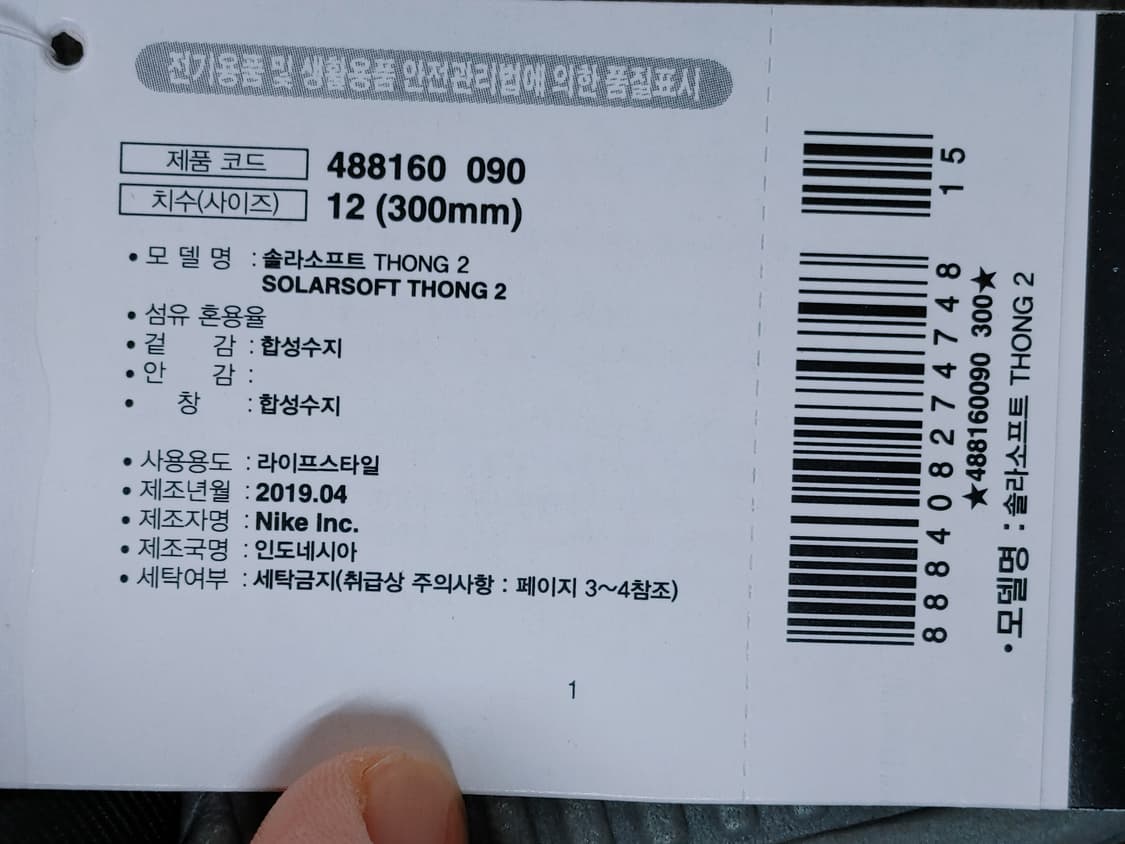 전기용품 및 생활용품 안전관리법에 의한 품질표시
제품 코드 488160 090
치수(사이즈) 12 (300mm)
• 모 델 명 : 솔라소프트 THONG 2
SOLARSOFT THONG 2
• 섬유 혼용율
• 겉 감 : 합성수지
• 안 감 :
• 창 : 합성수지
• 사용용도 : 라이프스타일
• 제조년월 : 2019.04
• 제조자명 : Nike Inc.
• 제조국명 : 인도네시아
• 세탁여부 : 세탁금지(취급상 주의사항 : 페이지 3~4참조)
1
15
888408274748
★488160090 300★
• 모델명 : 솔라소프트 THONG 2